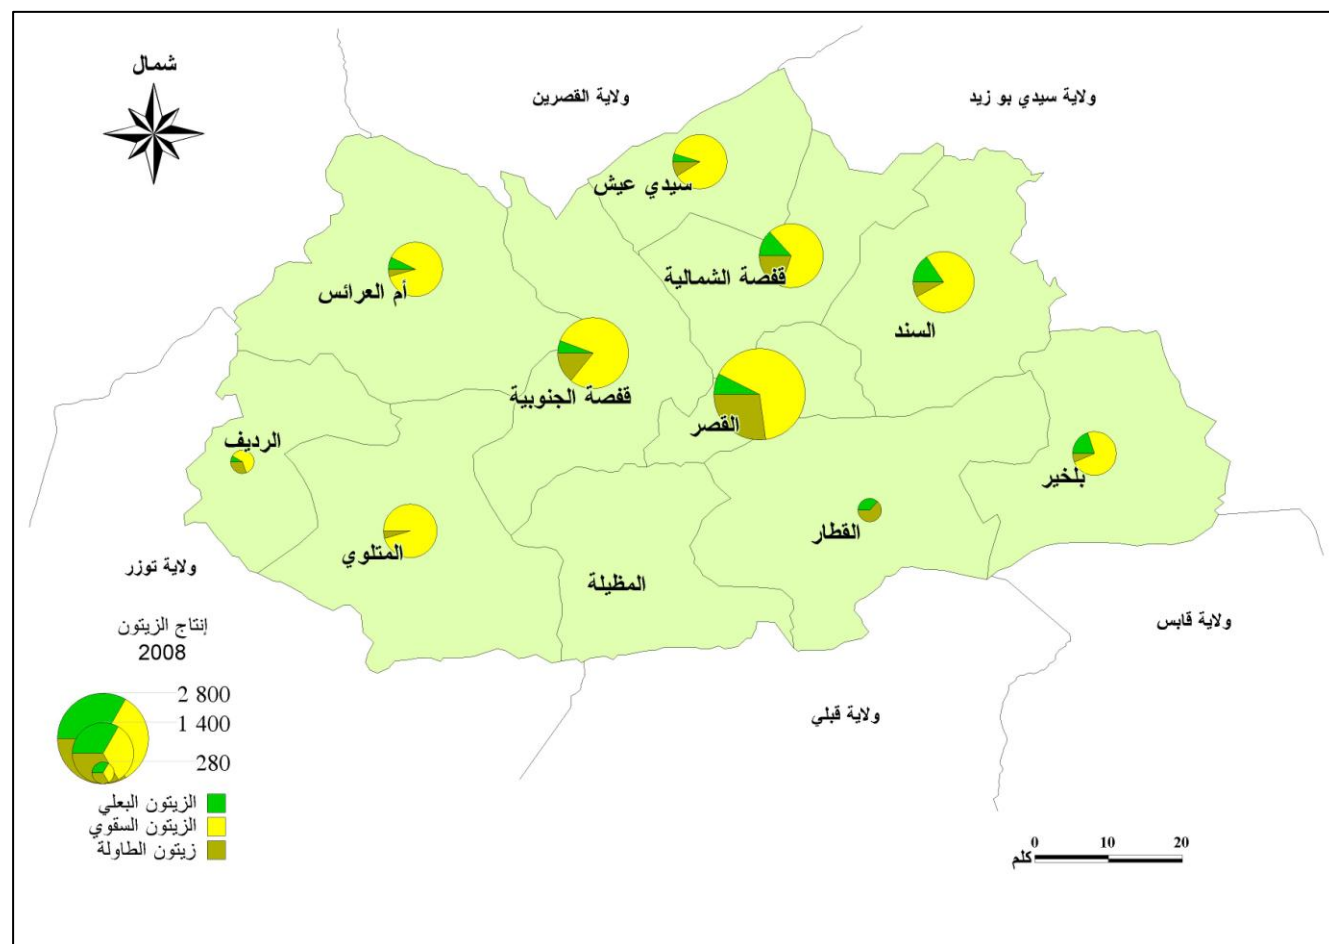 شمال
ولاية القصرين
ولاية سيدي بو زيد
سيدي عيش
قفصة الشمالية
أم العرائس
السند
قفصة الجنوبية
القصر
الرديف
بلخير
القطار
المتلوي
المظيلة
ولاية توزر
ولاية قابس
ولاية قبلي
إنتاج الزيتون
2008
2 800
1 400
280
الزيتون البعلي
الزيتون السقوي
زيتون الطاولة
0 10 20
كلم